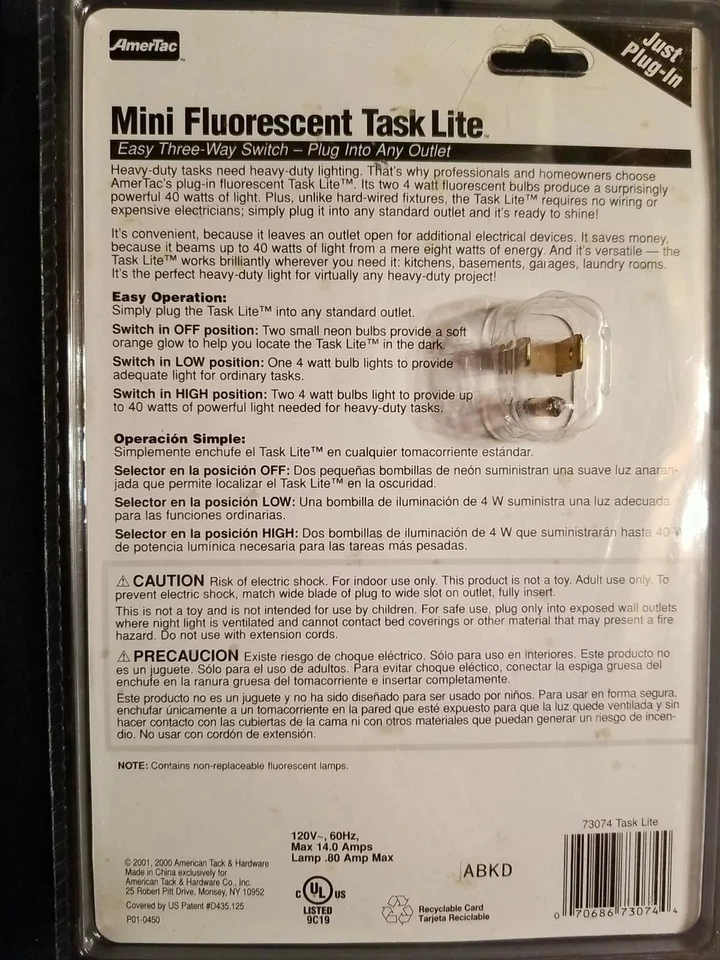 AmerTac™
Just
Plug-In
Mini Fluorescent Task Lite™
Easy Three-Way Switch – Plug Into Any Outlet
Heavy-duty tasks need heavy-duty lighting. That's why professionals and homeowners choose
AmerTac's plug-in fluorescent Task Lite™. Its two 4 watt fluorescent bulbs produce a surprisingly
powerful 40 watts of light. Plus, unlike hard-wired fixtures, the Task Lite™ requires no wiring or
expensive electricians; simply plug it into any standard outlet and it's ready to shine!
It's convenient, because it leaves an outlet open for additional electrical devices. It saves money,
because it beams up to 40 watts of light from a mere eight watts of energy. And it's versatile — the
Task Lite™ works brilliantly wherever you need it: kitchens, basements, garages, laundry rooms.
It's the perfect heavy-duty light for virtually any heavy-duty project!
Easy Operation:
Simply plug the Task Lite™ into any standard outlet.
Switch in OFF position: Two small neon bulbs provide a soft
orange glow to help you locate the Task Lite™ in the dark.
Switch in LOW position: One 4 watt bulb lights to provide
adequate light for ordinary tasks.
Switch in HIGH position: Two 4 watt bulbs light to provide up
to 40 watts of powerful light needed for heavy-duty tasks.
Operación Simple:
Simplemente enchufe el Task Lite™ en cualquier tomacorriente estándar.
Selector en la posición OFF: Dos pequeñas bombillas de neón suministran una suave luz anaran-
jada que permite localizar el Task Lite™ en la oscuridad.
Selector en la posición LOW: Una bombilla de iluminación de 4 W suministra una luz adecuada
para las funciones ordinarias.
Selector en la posición HIGH: Dos bombillas de iluminación de 4 W que suministrarán hasta 40 W
de potencia lumínica necesaria para las tareas más pesadas.
⚠ CAUTION Risk of electric shock. For indoor use only. This product is not a toy. Adult use only. To
prevent electric shock, match wide blade of plug to wide slot on outlet, fully insert.
This is not a toy and is not intended for use by children. For safe use, plug only into exposed wall outlets
where night light is ventilated and cannot contact bed coverings or other material that may present a fire
hazard. Do not use with extension cords.
⚠ PRECAUCION Existe riesgo de choque eléctrico. Sólo para uso en interiores. Este producto no
es un juguete. Sólo para el uso de adultos. Para evitar choque eléctico, conectar la espiga gruesa del
enchufe en la ranura gruesa del tomacorriente e insertar completamente.
Este producto no es un juguete y no ha sido diseñado para ser usado por niños. Para usar en forma segura,
enchufar únicamente a un tomacorriente en la pared que esté expuesto para que la luz quede ventilada y sin
hacer contacto con las cubiertas de la cama ni con otros materiales que puedan generar un riesgo de incen-
dio. No usar con cordón de extensión.
NOTE: Contains non-replaceable fluorescent lamps.
120V~, 60Hz,
Max 14.0 Amps
Lamp .80 Amp Max
© 2001, 2000 American Tack & Hardware
Made in China exclusively for
American Tack & Hardware Co., Inc.
25 Robert Pitt Drive, Monsey, NY 10952
Covered by US Patent #D435,125
P01-0450
C UL US
LISTED
9C19
Recyclable Card
Tarjeta Reciclable
ABKD
73074 Task Lite
0 70686 73074 4